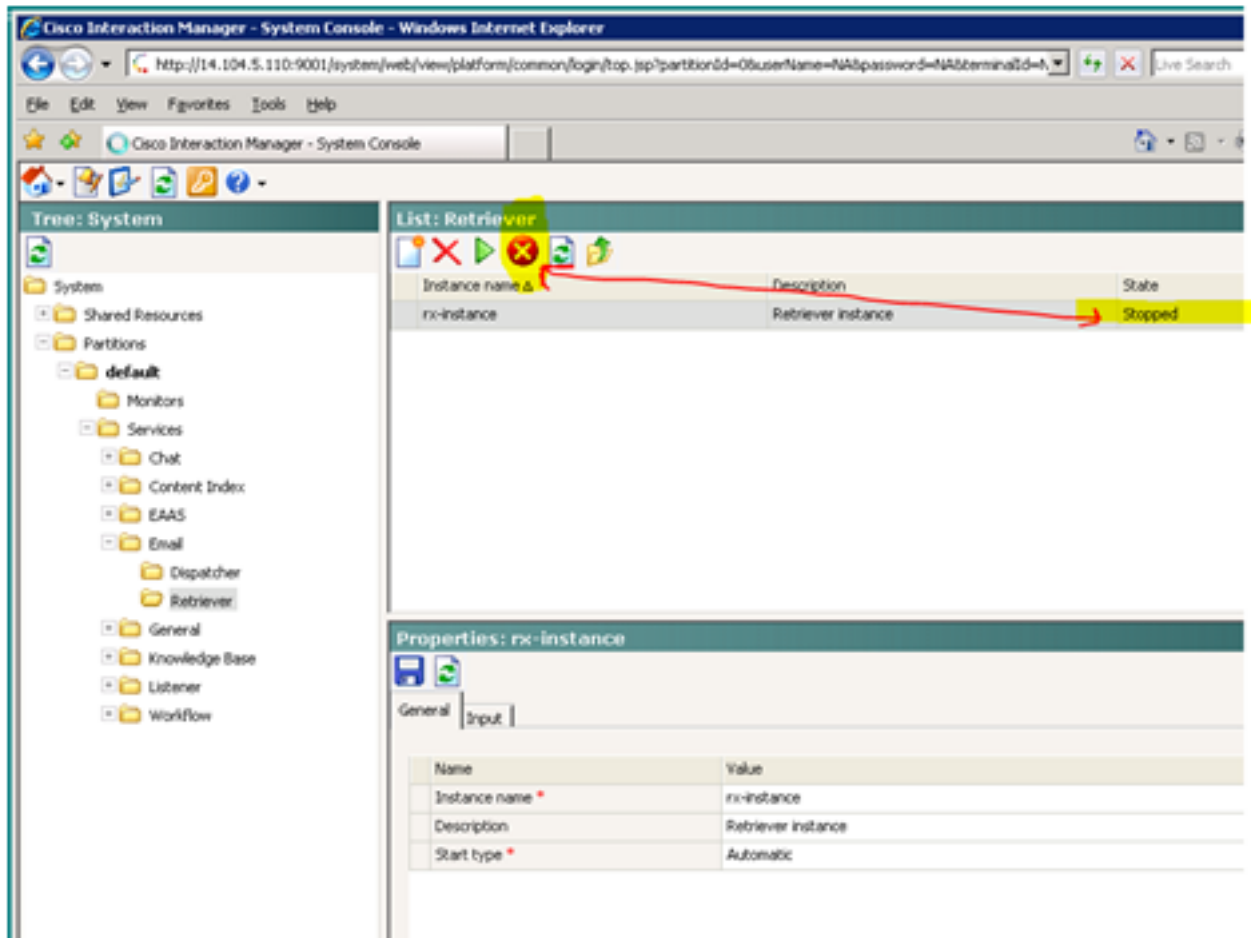 Cisco Interaction Manager - System Console - Windows Internet Explorer
http://14.104.5.110:9001/system/web/view/platform/common/login/top.jsp?partitionId=0&userName=NA&password=NA&terminalId=N
Live Search
File Edit View Favorites Tools Help
Cisco Interaction Manager - System Console
Tree: System
System
Shared Resources
Partitions
default
Monitors
Services
Chat
Content Index
EAAS
Email
Dispatcher
Retriever
General
Knowledge Base
Listener
Workflow
List: Retriever
Instance name Description State
rx-instance Retriever instance Stopped
Properties: rx-instance
General Input
Name Value
Instance name * rx-instance
Description Retriever instance
Start type * Automatic